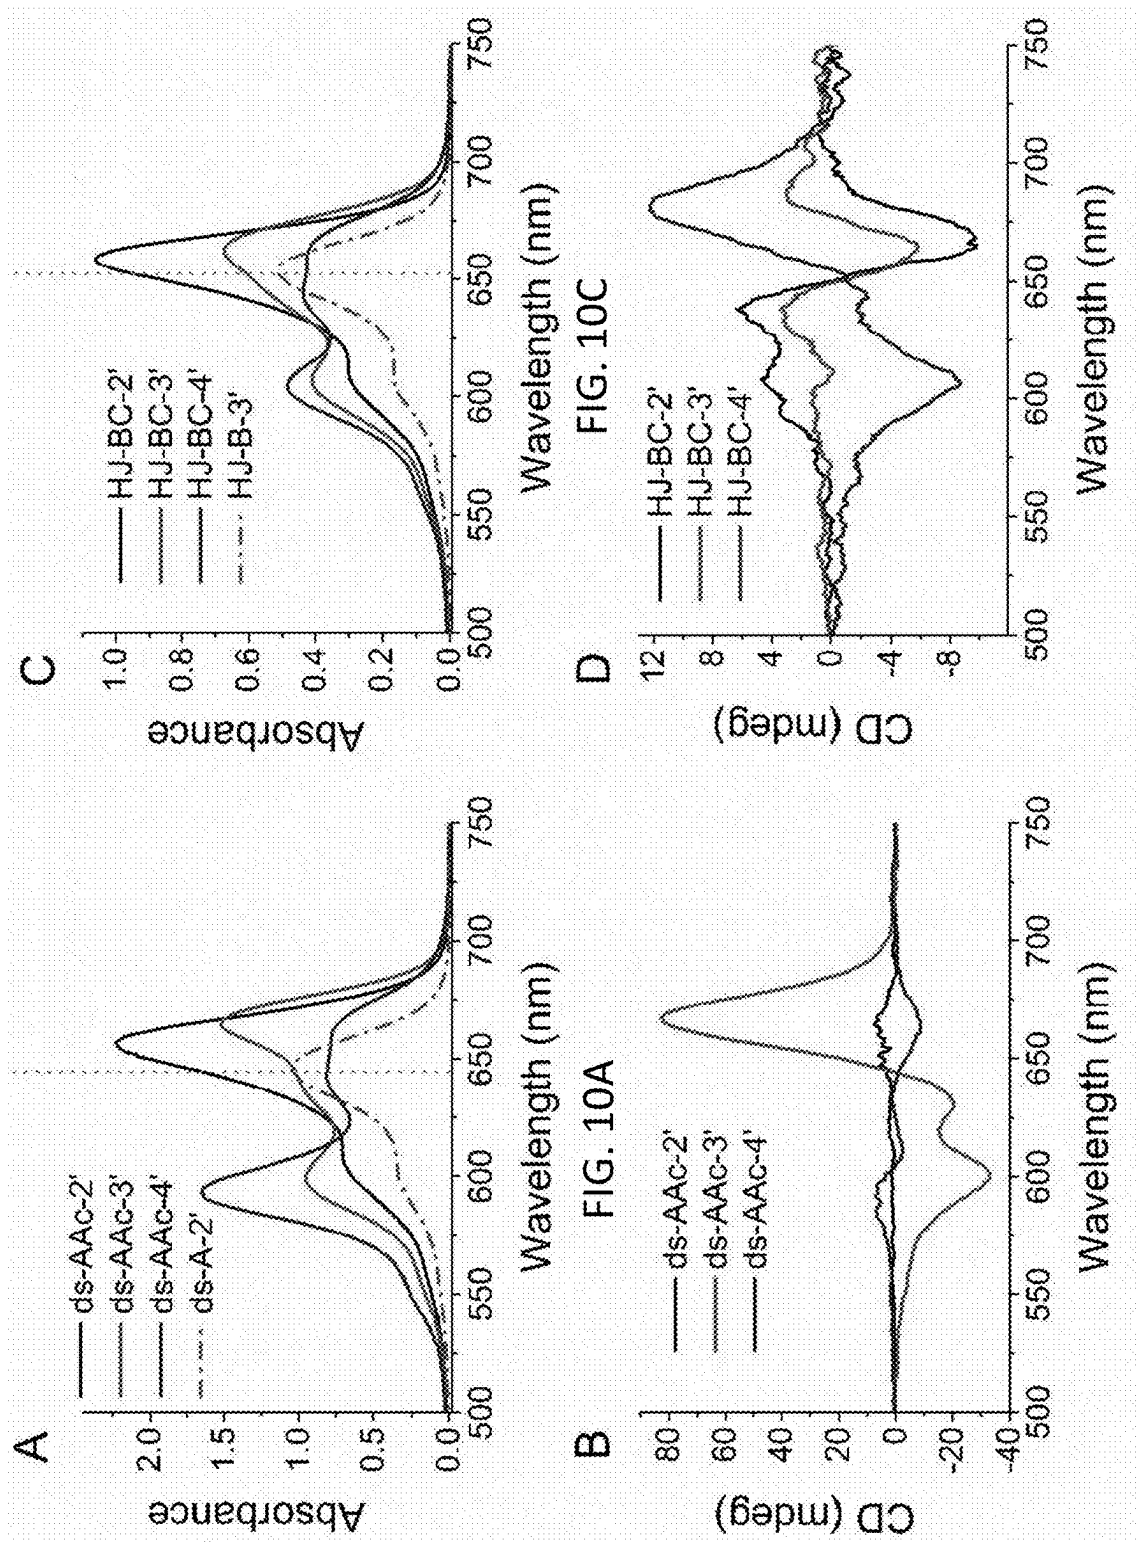 A
Absorbance
2.0
1.5
1.0
0.5
0.0
ds-AAc-2'
ds-AAc-3'
ds-AAc-4'
ds-A-2'
500 550 600 650 700 750
Wavelength (nm)
FIG. 10A
C
Absorbance
1.0
0.8
0.6
0.4
0.2
0.0
HJ-BC-2'
HJ-BC-3'
HJ-BC-4'
HJ-B-3'
500 550 600 650 700 750
Wavelength (nm)
FIG. 10C
B
CD (mdeg)
80
60
40
20
0
-20
-40
ds-AAc-2'
ds-AAc-3'
ds-AAc-4'
500 550 600 650 700 750
Wavelength (nm)
D
CD (mdeg)
12
8
4
0
-4
-8
HJ-BC-2'
HJ-BC-3'
HJ-BC-4'
500 550 600 650 700 750
Wavelength (nm)